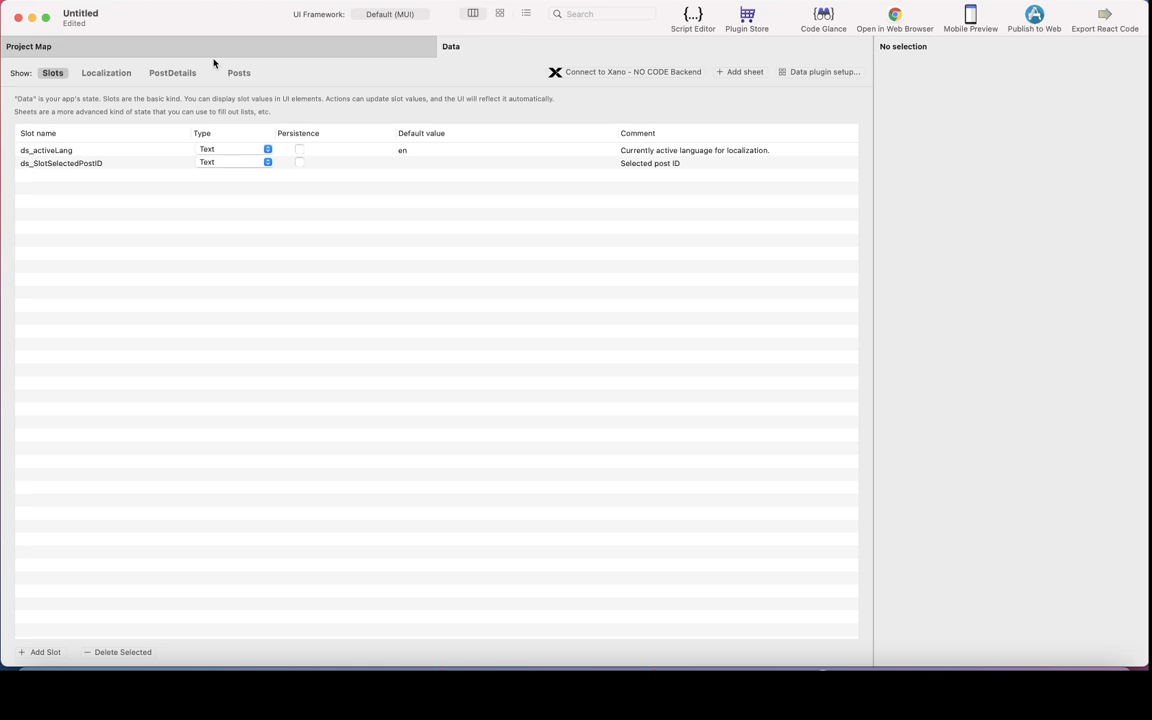 Untitled
Edited
UI Framework: Default (MUI)
Search
Script Editor
Plugin Store
Code Glance
Open in Web Browser
Mobile Preview
Publish to Web
Export React Code
Project Map
Data
No selection
Show: Slots Localization PostDetails Posts
Connect to Xano - NO CODE Backend
+ Add sheet
Data plugin setup...
"Data" is your app's state. Slots are the basic kind. You can display slot values in UI elements. Actions can update slot values, and the UI will reflect it automatically.
Sheets are a more advanced kind of state that you can use to fill out lists, etc.
Slot name Type Persistence Default value Comment
ds_activeLang Text en Currently active language for localization.
ds_SlotSelectedPostID Text Selected post ID
+ Add Slot − Delete Selected